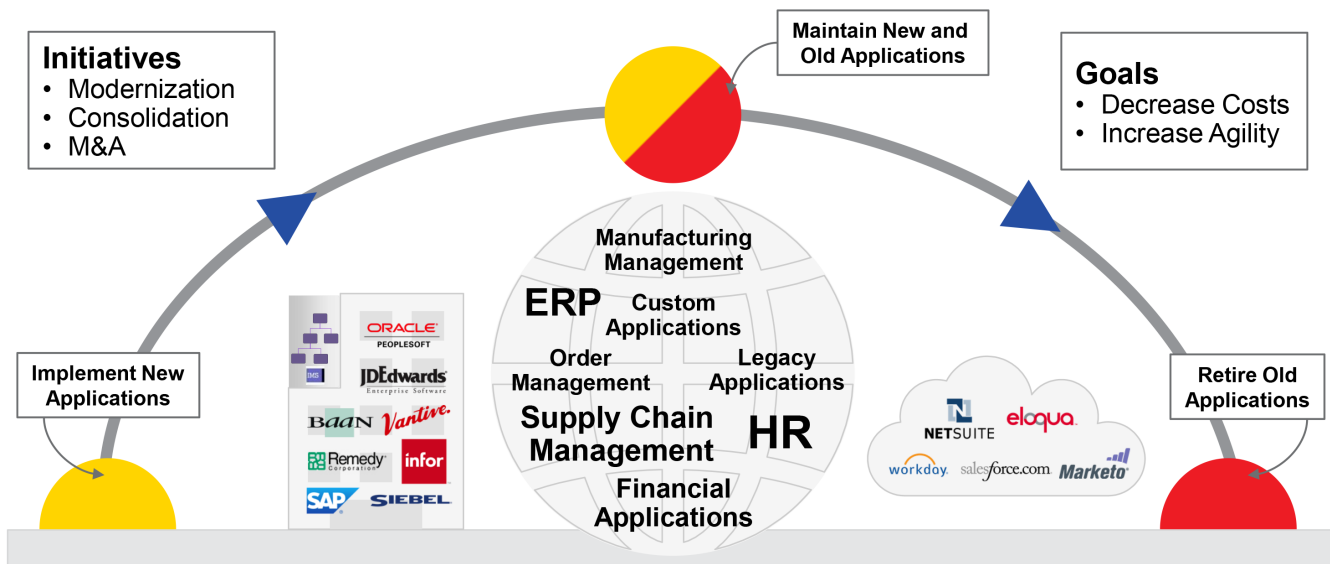 Initiatives
• Modernization
• Consolidation
• M&A
Maintain New and
Old Applications
Goals
• Decrease Costs
• Increase Agility
Implement New
Applications
IMS
ORACLE®
PEOPLESOFT
JDEdwards®
Enterprise Software
BaaN
Vantive.
Remedy
Corporation
infor
SAP
SIEBEL
Manufacturing
Management
ERP
Custom
Applications
Order
Management
Legacy
Applications
Supply Chain
Management
HR
Financial
Applications
N
NETSUITE
eloqua
workday
salesforce.com
Marketo
Retire Old
Applications